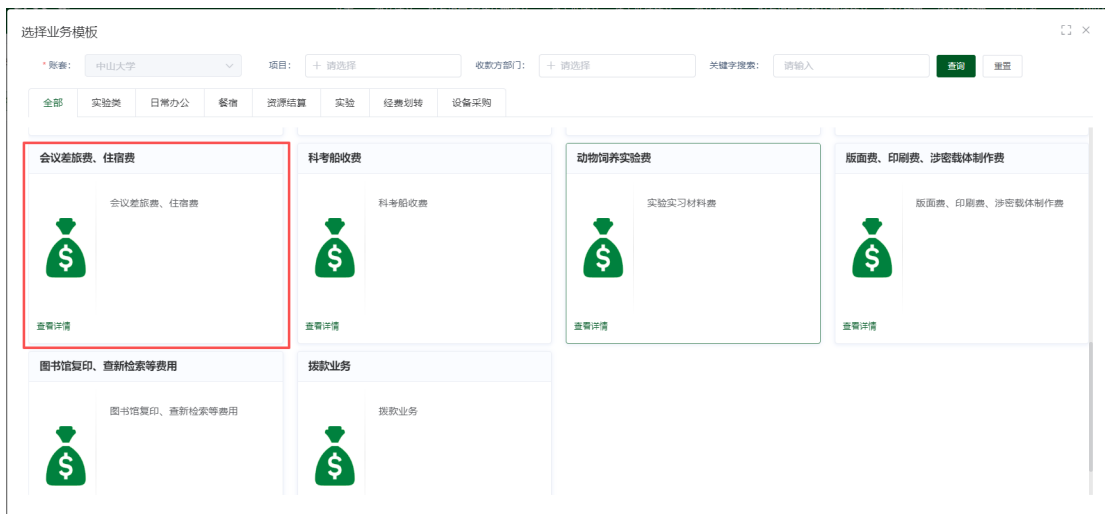 选择业务模板
* 账套: 中山大学 项目: + 请选择 收款方部门: + 请选择 关键字搜索: 请输入 查询 重置
全部 实验类 日常办公 餐宿 资源结算 实验 经费划转 设备采购
会议差旅费、住宿费 科考船收费 动物饲养实验费 版面费、印刷费、涉密载体制作费
会议差旅费、住宿费 科考船收费 实验实习材料费 版面费、印刷费、涉密载体制作费
查看详情 查看详情 查看详情 查看详情
图书馆复印、查新检索等费用 拨款业务
图书馆复印、查新检索等费用 拨款业务